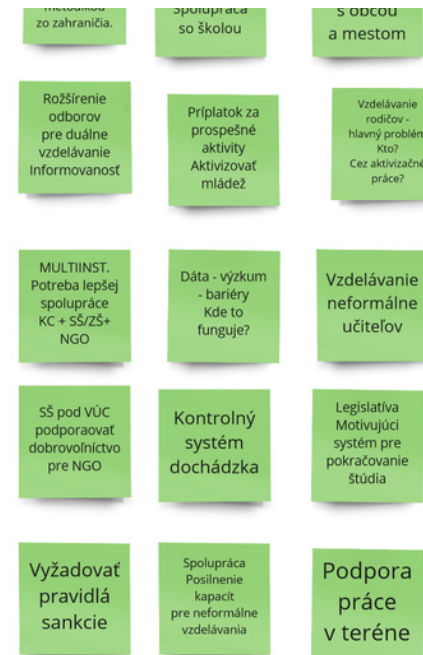 metodikou
zo zahraničia.
Spolupráca
so školou
s obcou
a mestom
Rožšírenie
odborov
pre duálne
vzdelávanie
Informovanosť
Príplatok za
prospešné
aktivity
Aktivizovať
mládež
Vzdelávanie
rodičov -
hlavný problém
Kto?
Cez aktivizačné
práce?
MULTIINST.
Potreba lepšej
spolupráce
KC + SŠ/ZŠ+
NGO
Dáta - výzkum
- bariéry
Kde to
funguje?
Vzdelávanie
neformálne
učiteľov
SŠ pod VÚC
podporaovať
dobrovoľníctvo
pre NGO
Kontrolný
systém
dochádzka
Legislatíva
Motivujúci
systém pre
pokračovanie
štúdia
Vyžadovať
pravidlá
sankcie
Spolupráca
Posilnenie
kapacít
pre neformálne
vzdelávania
Podpora
práce
v teréne